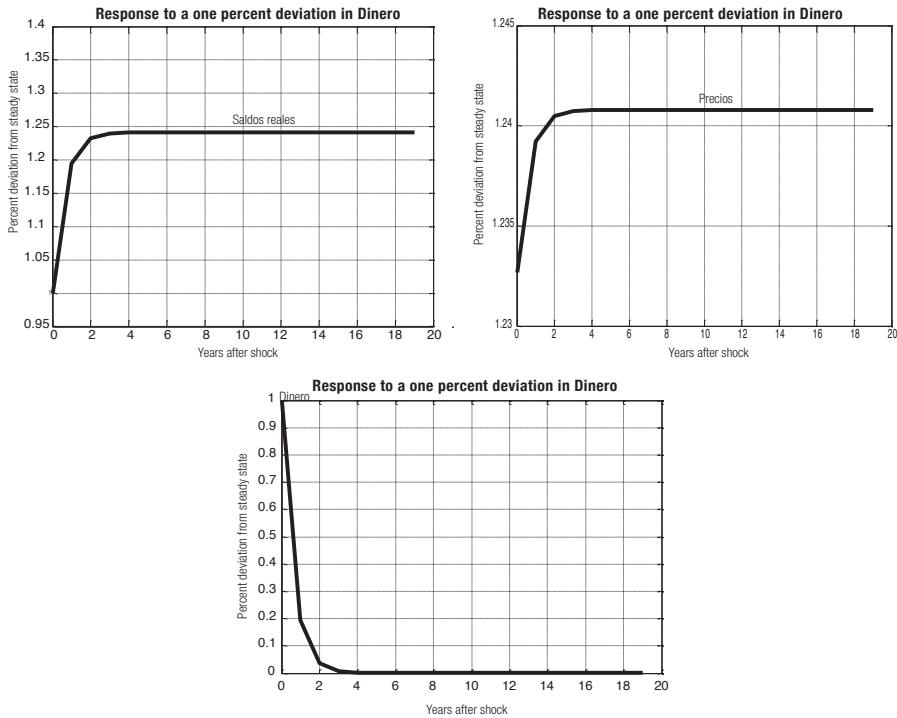 Response to a one percent deviation in Dinero
Percent deviation from steady state
1.4
1.35
1.3
1.25
1.2
1.15
1.1
1.05
1
0.95
Saldos reales
0 2 4 6 8 10 12 14 16 18 20
Years after shock
Response to a one percent deviation in Dinero
Percent deviation from steady state
1.245
1.24
1.235
1.23
Precios
0 2 4 6 8 10 12 14 16 18 20
Years after shock
Response to a one percent deviation in Dinero
Percent deviation from steady state
Dinero
1
0.9
0.8
0.7
0.6
0.5
0.4
0.3
0.2
0.1
0
0 2 4 6 8 10 12 14 16 18 20
Years after shock